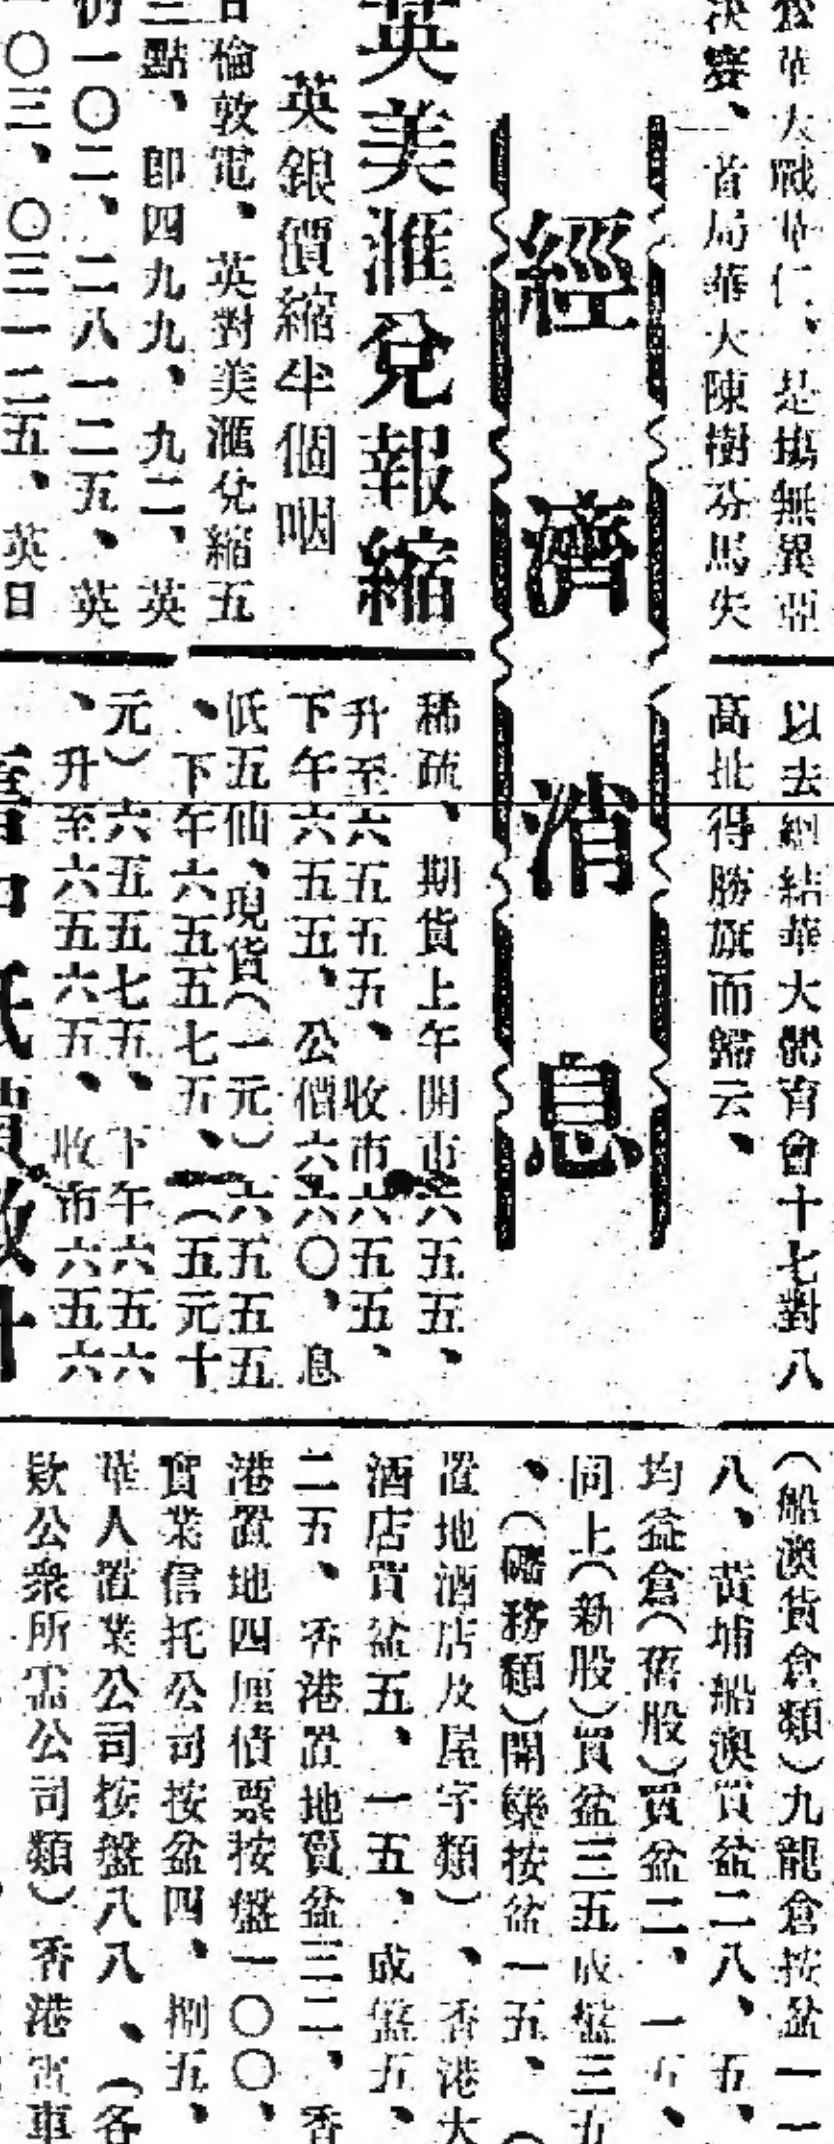 華大戰華仁、是塲無異亞
決賽、首局華大陳樹芬馬失
以去網結華大體育會十七對八
高批得勝旗而歸云、
經濟消息
英美滙兌報縮
英銀價縮半個咽
日倫敦電、英對美滙兌縮五
三點、卽四九九、九二、英
仍一〇二、二八一二五、英
一〇三、〇三一二五、英日
稀疏、期貨上午開市六五五、
升至六五五五、收市六五五、
下午六五五、公價六六〇、息
低五仙、現貨(一元)六五五五
、下午六五五七五、(五元十
元)六五五七五、下午六五六
、升至六五六五、收市六五六
(船澳貨倉類)九龍倉按盆一一
八、黃埔船澳買盆二八、五、
均益倉(舊股)買盆二、一五、
同上(新股)買盆三五成盤三五
、(礦務類)開欒按盆一五、(
置地酒店及屋宇類)、香港大
酒店買盆五、一五、成盤五、
二五、香港置地賣盆三二、香
港置地四厘債票按盤一〇〇、
實業信托公司按盆四、捌五、
華人置業公司按盤八八、(各
欵公衆所需公司類)香港電車